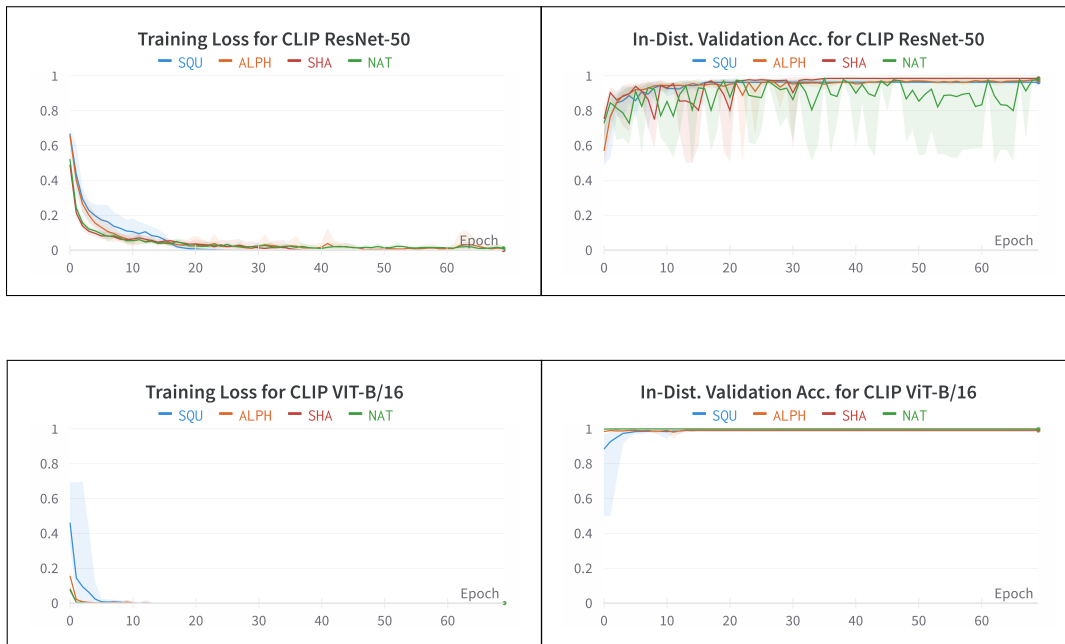 Training Loss for CLIP ResNet-50
SQU ALPH SHA NAT
1
0.8
0.6
0.4
0.2
0
Epoch
0 10 20 30 40 50 60
In-Dist. Validation Acc. for CLIP ResNet-50
SQU ALPH SHA NAT
1
0.8
0.6
0.4
0.2
0
Epoch
0 20 40 60
Training Loss for CLIP VIT-B/16
SQU ALPH SHA NAT
1
0.8
0.6
0.4
0.2
0
Epoch
0 10 20 30 40 50 60
In-Dist. Validation Acc. for CLIP ViT-B/16
SQU ALPH SHA NAT
1
0.8
0.6
0.4
0.2
0
Epoch
0 10 20 30 40 50 60